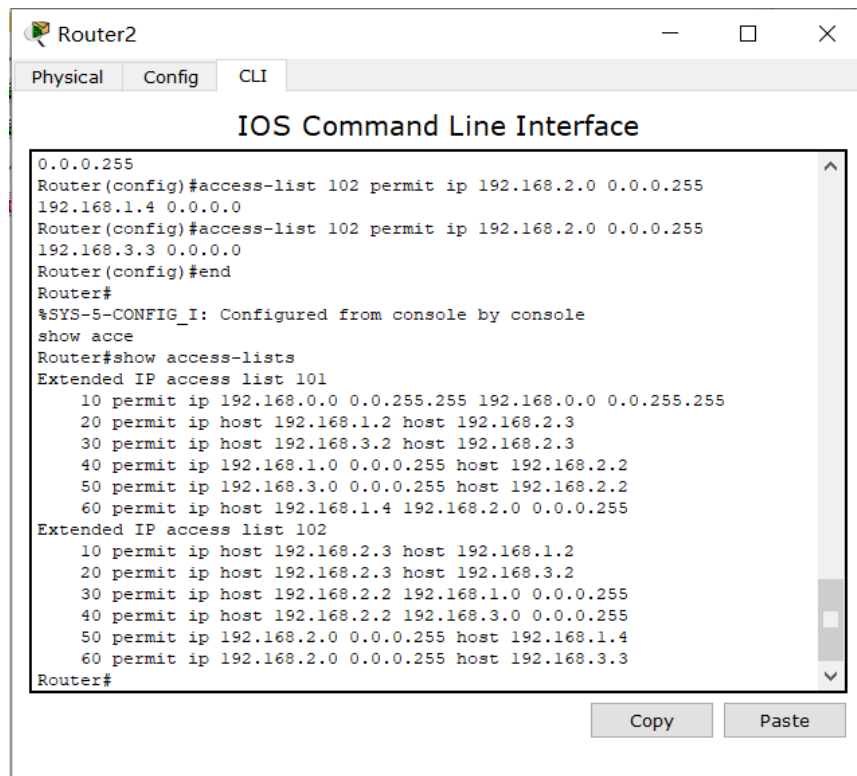 Router2
Physical Config CLI
IOS Command Line Interface
0.0.0.255
Router(config)#access-list 102 permit ip 192.168.2.0 0.0.0.255
192.168.1.4 0.0.0.0
Router(config)#access-list 102 permit ip 192.168.2.0 0.0.0.255
192.168.3.3 0.0.0.0
Router(config)#end
Router#
%SYS-5-CONFIG_I: Configured from console by console
show acce
Router#show access-lists
Extended IP access list 101
    10 permit ip 192.168.0.0 0.0.255.255 192.168.0.0 0.0.255.255
    20 permit ip host 192.168.1.2 host 192.168.2.3
    30 permit ip host 192.168.3.2 host 192.168.2.3
    40 permit ip 192.168.1.0 0.0.0.255 host 192.168.2.2
    50 permit ip 192.168.3.0 0.0.0.255 host 192.168.2.2
    60 permit ip host 192.168.1.4 192.168.2.0 0.0.0.255
Extended IP access list 102
    10 permit ip host 192.168.2.3 host 192.168.1.2
    20 permit ip host 192.168.2.3 host 192.168.3.2
    30 permit ip host 192.168.2.2 192.168.1.0 0.0.0.255
    40 permit ip host 192.168.2.2 192.168.3.0 0.0.0.255
    50 permit ip 192.168.2.0 0.0.0.255 host 192.168.1.4
    60 permit ip 192.168.2.0 0.0.0.255 host 192.168.3.3
Router#
Copy Paste